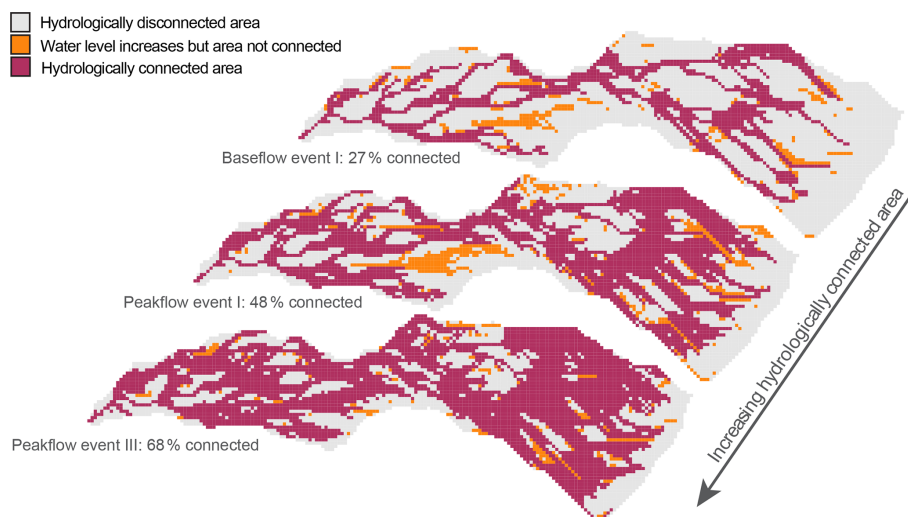 Hydrologically disconnected area
Water level increases but area not connected
Hydrologically connected area
Baseflow event I: 27 % connected
Peakflow event I: 48 % connected
Peakflow event III: 68 % connected
Increasing hydrologically connected area